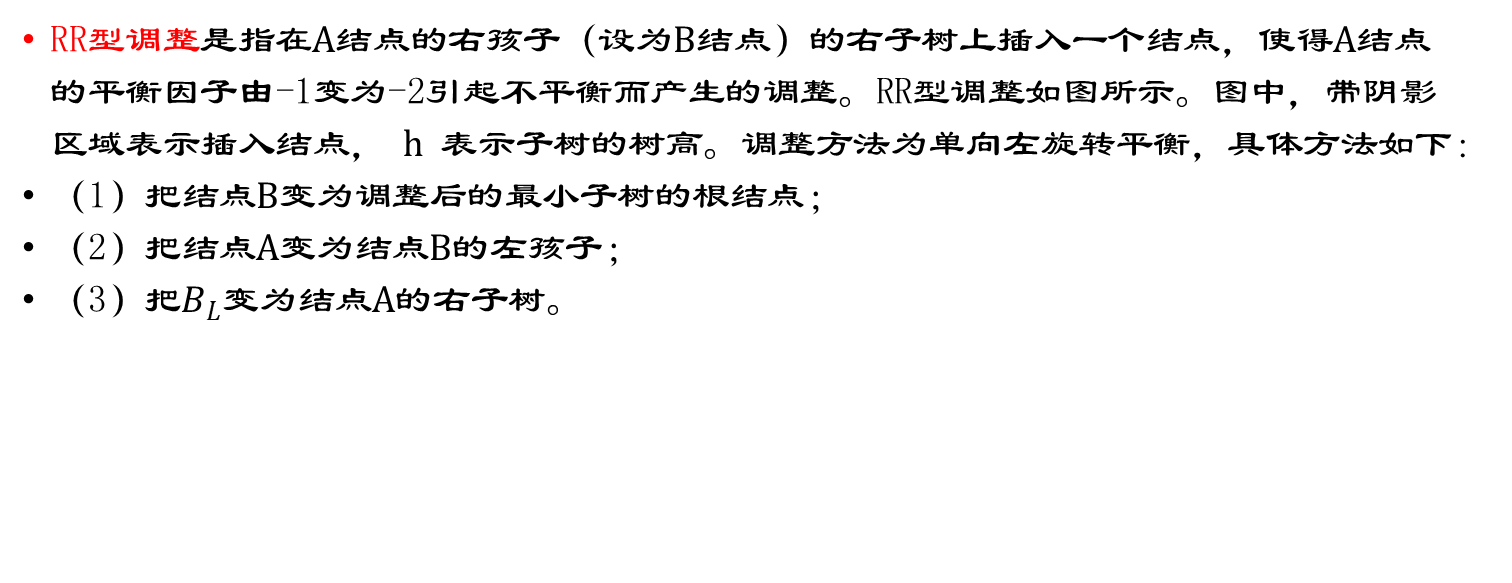 • RR型调整是指在A结点的右孩子（设为B结点）的右子树上插入一个结点，使得A结点
的平衡因子由-1变为-2引起不平衡而产生的调整。RR型调整如图所示。图中，带阴影
区域表示插入结点， h 表示子树的树高。调整方法为单向左旋转平衡，具体方法如下：
• （1）把结点B变为调整后的最小子树的根结点；
• （2）把结点A变为结点B的左孩子；
• （3）把B_L变为结点A的右子树。